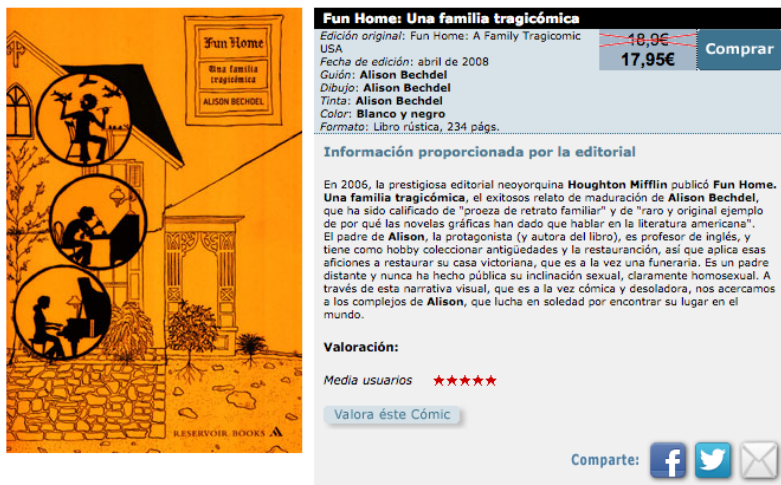 Fun Home
Una familia
tragicómica
ALISON BECHDEL
RESERVOIR BOOKS
Fun Home: Una familia tragicómica
Edición original: Fun Home: A Family Tragicomic
USA
Fecha de edición: abril de 2008
Guión: Alison Bechdel
Dibujo: Alison Bechdel
Tinta: Alison Bechdel
Color: Blanco y negro
Formato: Libro rústica, 234 págs.
18,9€
17,95€
Comprar
Información proporcionada por la editorial
En 2006, la prestigiosa editorial neoyorquina Houghton Mifflin publicó Fun Home.
Una familia tragicómica, el exitosos relato de maduración de Alison Bechdel,
que ha sido calificado de "proeza de retrato familiar" y de "raro y original ejemplo
de por qué las novelas gráficas han dado que hablar en la literatura americana".
El padre de Alison, la protagonista (y autora del libro), es profesor de inglés, y
tiene como hobby coleccionar antigüedades y la restauranción, así que aplica esas
aficiones a restaurar su casa victoriana, que es a la vez una funeraria. Es un padre
distante y nunca ha hecho pública su inclinación sexual, claramente homosexual. A
través de esta narrativa visual, que es a la vez cómica y desoladora, nos acercamos
a los complejos de Alison, que lucha en soledad por encontrar su lugar en el
mundo.
Valoración:
Media usuarios
Valora éste Cómic
Comparte: